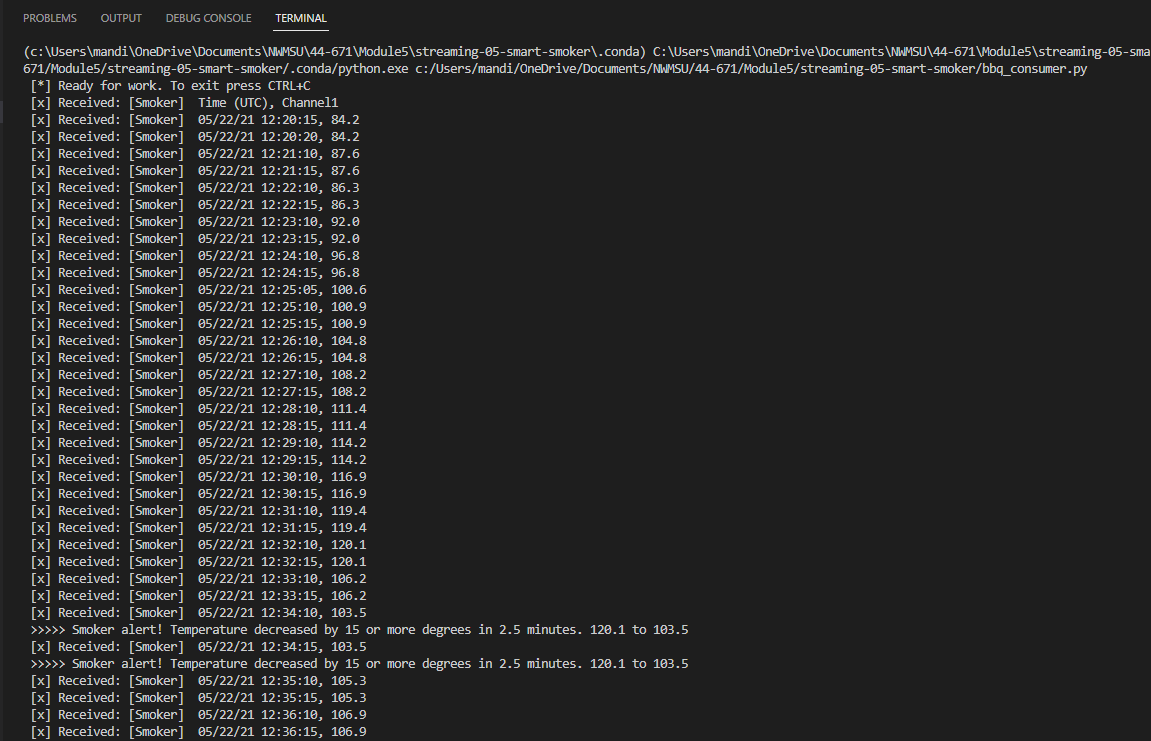 PROBLEMS OUTPUT DEBUG CONSOLE TERMINAL
(c:\Users\mandi\OneDrive\Documents\NWMSU\44-671\Module5\streaming-05-smart-smoker\.conda) C:\Users\mandi\OneDrive\Documents\NWMSU\44-671\Module5\streaming-05-sma
671/Module5/streaming-05-smart-smoker/.conda/python.exe c:/Users/mandi/OneDrive/Documents/NWMSU/44-671/Module5/streaming-05-smart-smoker/bbq_consumer.py
[*] Ready for work. To exit press CTRL+C
[x] Received: [Smoker]  Time (UTC), Channel1
[x] Received: [Smoker]  05/22/21 12:20:15, 84.2
[x] Received: [Smoker]  05/22/21 12:20:20, 84.2
[x] Received: [Smoker]  05/22/21 12:21:10, 87.6
[x] Received: [Smoker]  05/22/21 12:21:15, 87.6
[x] Received: [Smoker]  05/22/21 12:22:10, 86.3
[x] Received: [Smoker]  05/22/21 12:22:15, 86.3
[x] Received: [Smoker]  05/22/21 12:23:10, 92.0
[x] Received: [Smoker]  05/22/21 12:23:15, 92.0
[x] Received: [Smoker]  05/22/21 12:24:10, 96.8
[x] Received: [Smoker]  05/22/21 12:24:15, 96.8
[x] Received: [Smoker]  05/22/21 12:25:05, 100.6
[x] Received: [Smoker]  05/22/21 12:25:10, 100.9
[x] Received: [Smoker]  05/22/21 12:25:15, 100.9
[x] Received: [Smoker]  05/22/21 12:26:10, 104.8
[x] Received: [Smoker]  05/22/21 12:26:15, 104.8
[x] Received: [Smoker]  05/22/21 12:27:10, 108.2
[x] Received: [Smoker]  05/22/21 12:27:15, 108.2
[x] Received: [Smoker]  05/22/21 12:28:10, 111.4
[x] Received: [Smoker]  05/22/21 12:28:15, 111.4
[x] Received: [Smoker]  05/22/21 12:29:10, 114.2
[x] Received: [Smoker]  05/22/21 12:29:15, 114.2
[x] Received: [Smoker]  05/22/21 12:30:10, 116.9
[x] Received: [Smoker]  05/22/21 12:30:15, 116.9
[x] Received: [Smoker]  05/22/21 12:31:10, 119.4
[x] Received: [Smoker]  05/22/21 12:31:15, 119.4
[x] Received: [Smoker]  05/22/21 12:32:10, 120.1
[x] Received: [Smoker]  05/22/21 12:32:15, 120.1
[x] Received: [Smoker]  05/22/21 12:33:10, 106.2
[x] Received: [Smoker]  05/22/21 12:33:15, 106.2
[x] Received: [Smoker]  05/22/21 12:34:10, 103.5
>>>>> Smoker alert! Temperature decreased by 15 or more degrees in 2.5 minutes. 120.1 to 103.5
[x] Received: [Smoker]  05/22/21 12:34:15, 103.5
>>>>> Smoker alert! Temperature decreased by 15 or more degrees in 2.5 minutes. 120.1 to 103.5
[x] Received: [Smoker]  05/22/21 12:35:10, 105.3
[x] Received: [Smoker]  05/22/21 12:35:15, 105.3
[x] Received: [Smoker]  05/22/21 12:36:10, 106.9
[x] Received: [Smoker]  05/22/21 12:36:15, 106.9